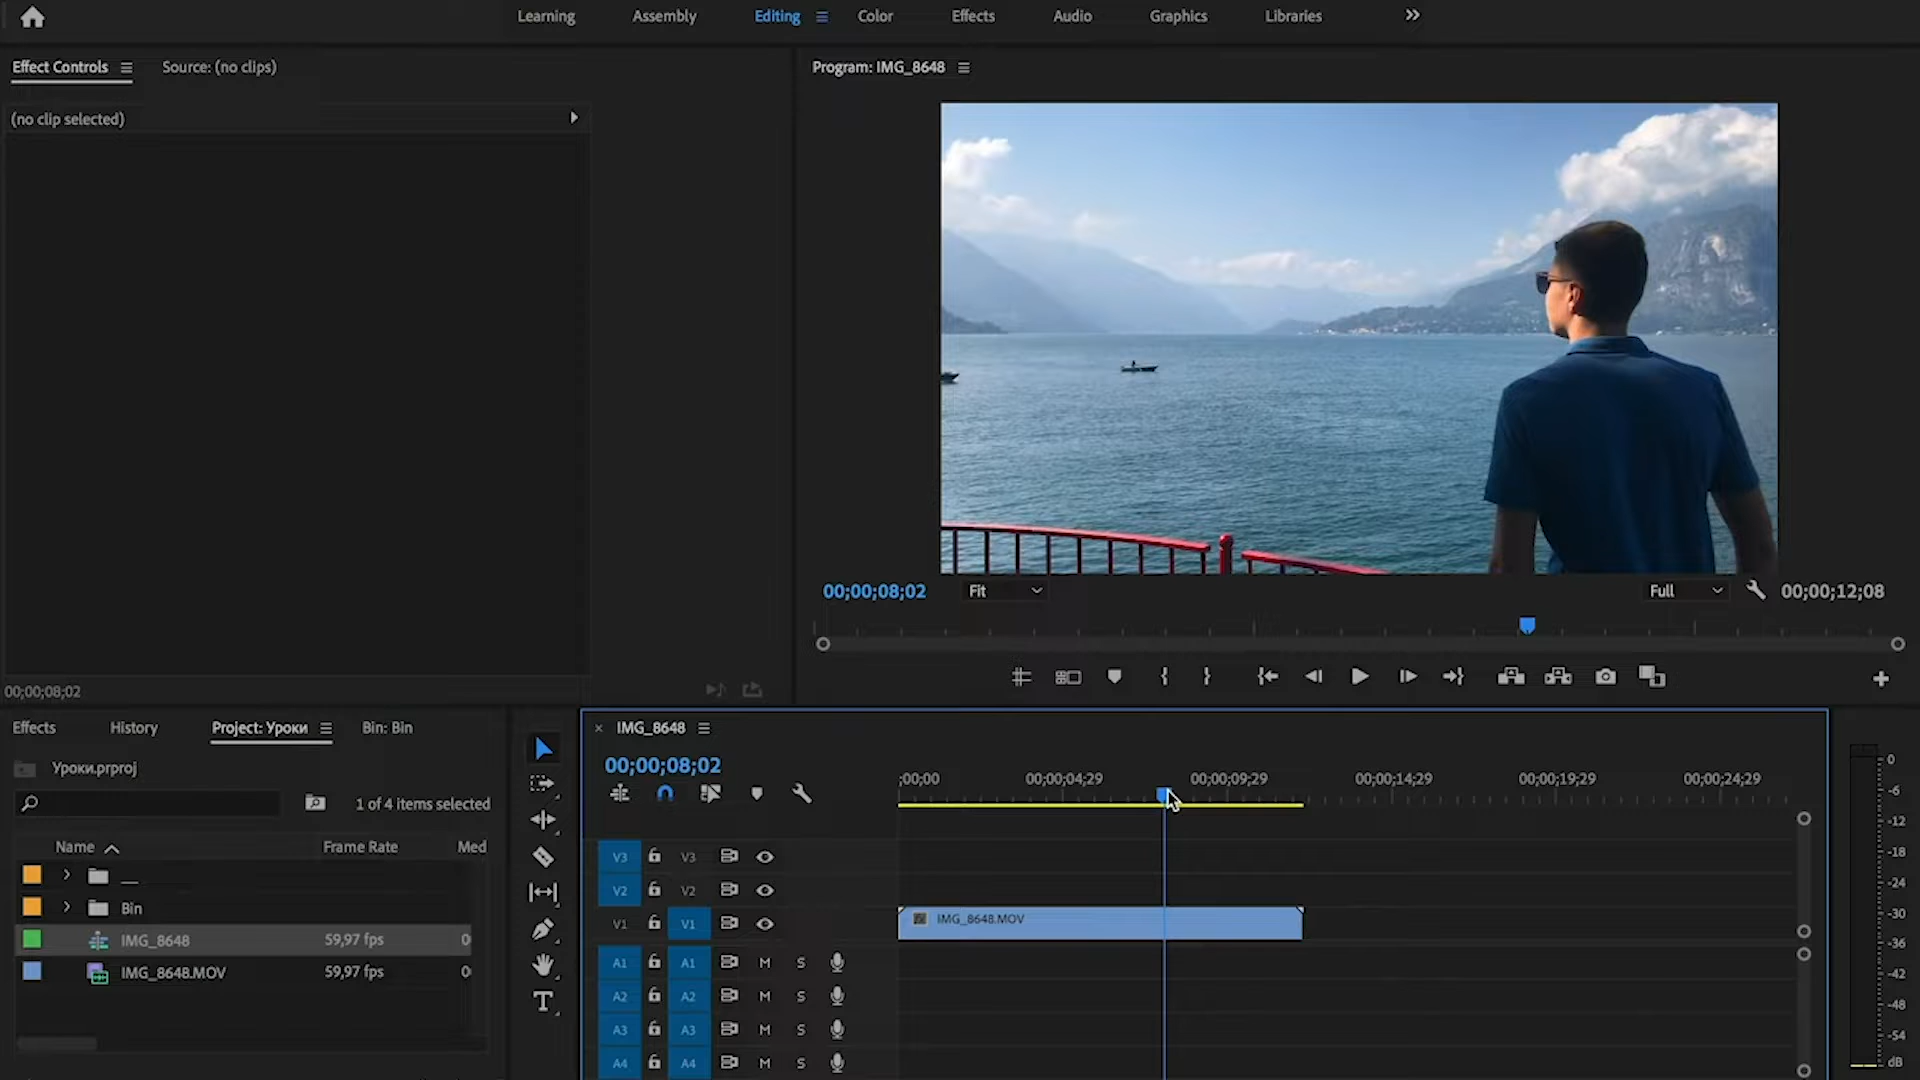 Learning Assembly Editing Color Effects Audio Graphics Libraries
Effect Controls Source: (no clips)
Program: IMG_8648
(no clip selected)
00;00;08;02 Fit Full 00;00;12;08
00;00;08;02
Effects History Project: Уроки Bin: Bin
IMG_8648
00;00;08;02
Уроки.prproj
;00;00 00;00;04;29 00;00;09;29 00;00;14;29 00;00;19;29 00;00;24;29
1 of 4 items selected
Name Frame Rate Med
__
Bin
IMG_8648 59,97 fps 0
IMG_8648.MOV 59,97 fps 0
V3 V3
V2 V2
V1 V1 IMG_8648.MOV
A1 A1 M S
A2 A2 M S
A3 A3 M S
A4 A4 M S
0
-6
-12
-18
-24
-30
-36
-42
-48
-54
dB